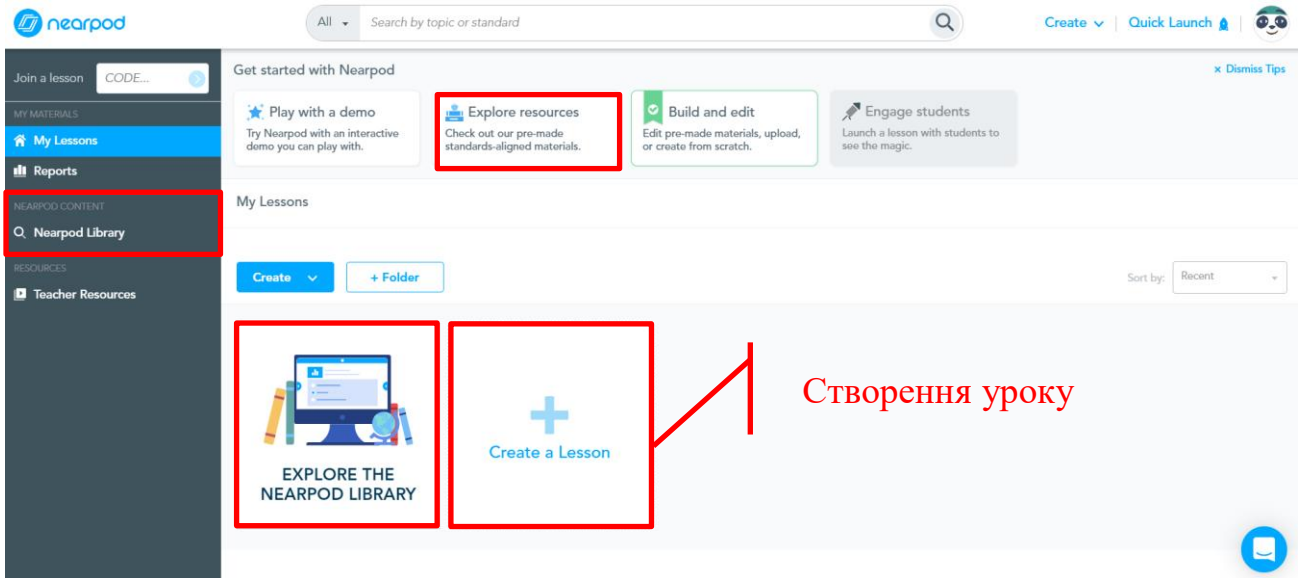 nearpod
All
Search by topic or standard
Create
Quick Launch
Join a lesson
CODE...
MY MATERIALS
My Lessons
Reports
NEARPOD CONTENT
Nearpod Library
RESOURCES
Teacher Resources
Get started with Nearpod
× Dismiss Tips
Play with a demo
Try Nearpod with an interactive
demo you can play with.
Explore resources
Check out our pre-made
standards-aligned materials.
Build and edit
Edit pre-made materials, upload,
or create from scratch.
Engage students
Launch a lesson with students to
see the magic.
My Lessons
Create
+ Folder
Sort by:
Recent
EXPLORE THE
NEARPOD LIBRARY
Create a Lesson
Створення уроку